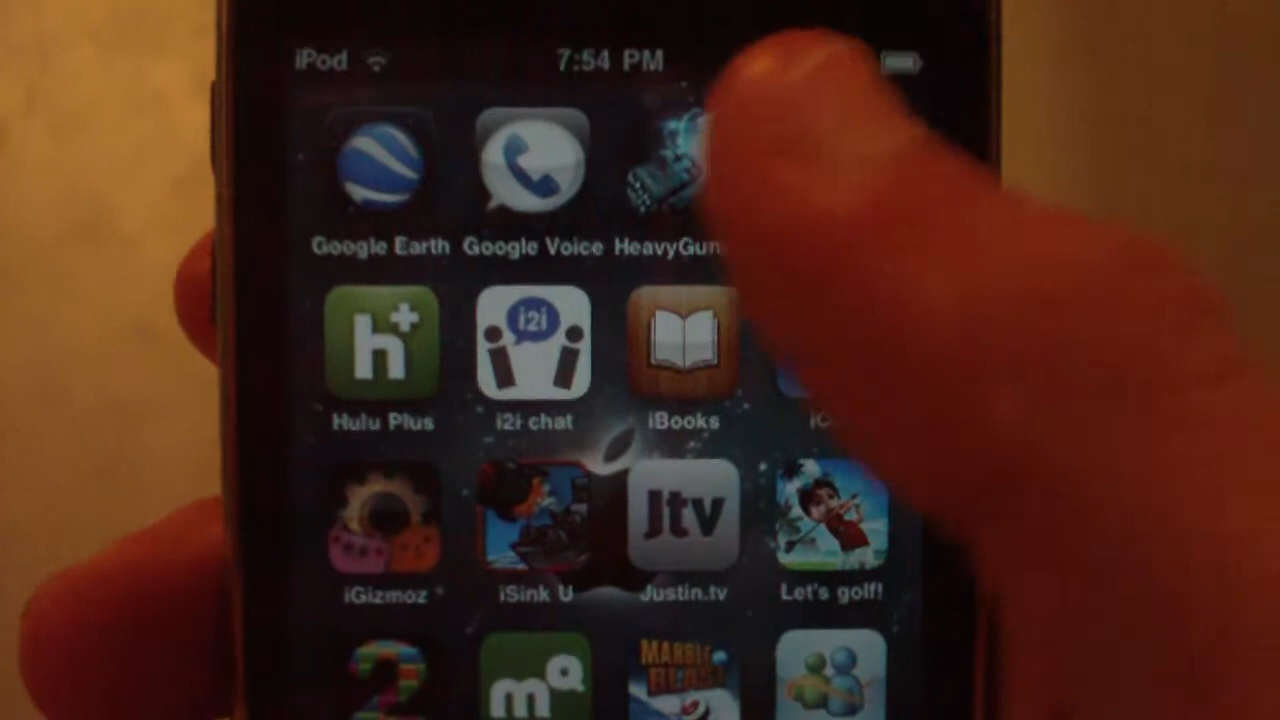 iPod 7:54 PM
Google Earth Google Voice HeavyGun
h+ i2i
Hulu Plus i2i chat iBooks
Jtv
iGizmoz * iSink U Justin.tv Let's golf!
2 mQ MARBLE
BLAST